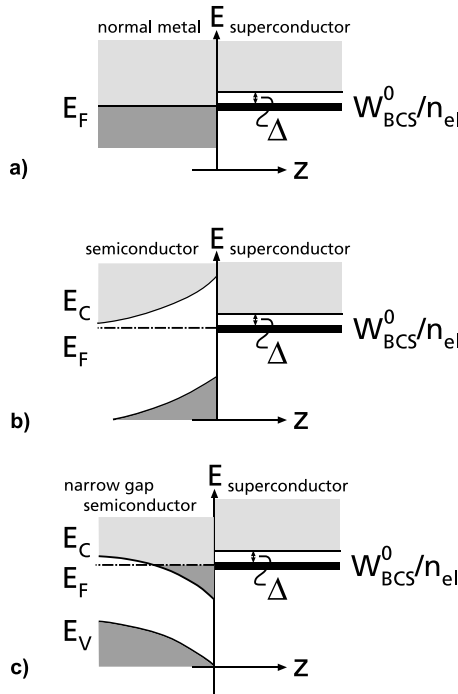 normal metal
E
superconductor
E_F
W^0_BCS/n_el
Δ
a)
z
semiconductor
E
superconductor
E_C
E_F
W^0_BCS/n_el
Δ
b)
z
narrow gap
semiconductor
E
superconductor
E_C
E_F
W^0_BCS/n_el
Δ
E_V
c)
z